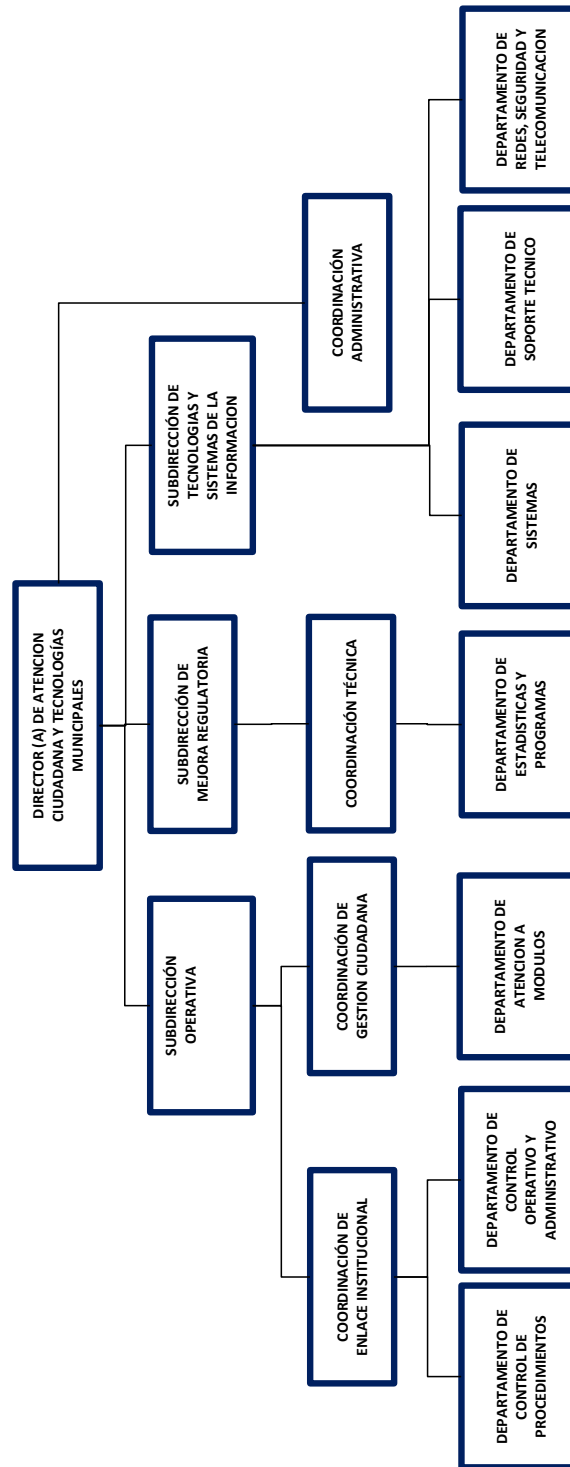 DIRECTOR (A) DE ATENCION
CIUDADANA Y TECNOLOGÍAS
MUNICIPALES
SUBDIRECCIÓN
OPERATIVA
SUBDIRECCIÓN DE
MEJORA REGULATORIA
SUBDIRECCIÓN DE
TECNOLOGIAS Y
SISTEMAS DE LA
INFORMACION
COORDINACIÓN DE
ENLACE INSTITUCIONAL
COORDINACIÓN DE
GESTION CIUDADANA
COORDINACIÓN TÉCNICA
COORDINACIÓN
ADMINISTRATIVA
DEPARTAMENTO DE
CONTROL DE
PROCEDIMIENTOS
DEPARTAMENTO DE
CONTROL
OPERATIVO Y
ADMINISTRATIVO
DEPARTAMENTO DE
ATENCION A
MODULOS
DEPARTAMENTO DE
ESTADISTICAS Y
PROGRAMAS
DEPARTAMENTO DE
SISTEMAS
DEPARTAMENTO DE
SOPORTE TECNICO
DEPARTAMENTO DE
REDES, SEGURIDAD Y
TELECOMUNICACION